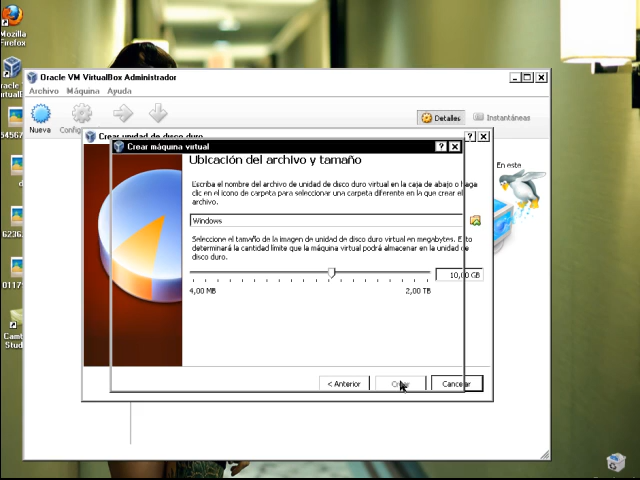 Mozilla
Firefox
Oracle VM VirtualBox Administrador
Archivo Máquina Ayuda
Nueva
Detalles
Instantáneas
Crear unidad de disco duro
Crear máquina virtual
En este
Ubicación del archivo y tamaño
Escriba el nombre del archivo de unidad de disco duro virtual en la caja de abajo o haga
clic en el icono de carpeta para seleccionar una carpeta diferente en la que crear el
archivo.
Windows
Seleccione el tamaño de la imagen de unidad de disco duro virtual en megabytes. Esto
determinará la cantidad límite que la máquina virtual podrá almacenar en la unidad de
disco duro.
10,00 GB
4,00 MB
2,00 TB
< Anterior
Cancelar